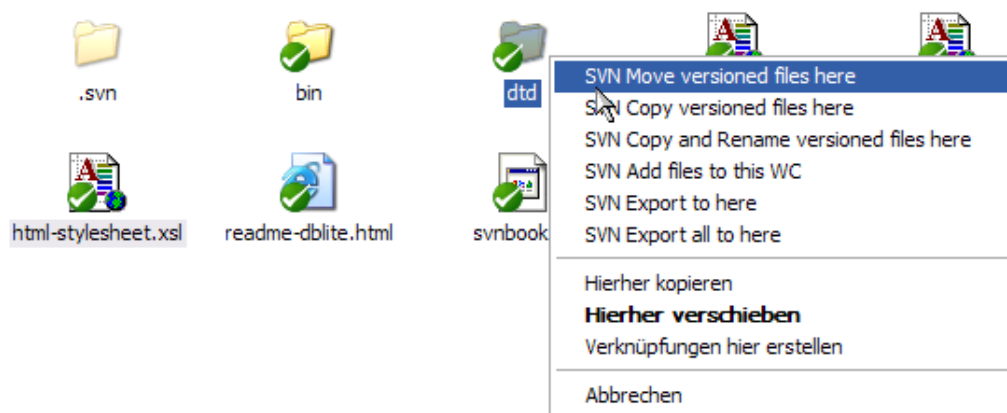 .svn
bin
dtd
html-stylesheet.xsl
readme-dblite.html
svnbook
SVN Move versioned files here
SVN Copy versioned files here
SVN Copy and Rename versioned files here
SVN Add files to this WC
SVN Export to here
SVN Export all to here
Hierher kopieren
Hierher verschieben
Verknüpfungen hier erstellen
Abbrechen